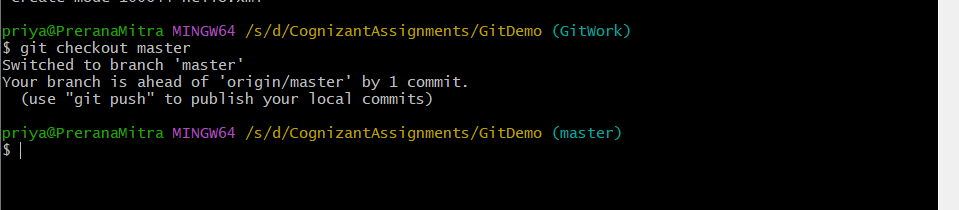 priya@PreranaMitra MINGW64 /s/d/CognizantAssignments/GitDemo (GitWork)
$ git checkout master
Switched to branch 'master'
Your branch is ahead of 'origin/master' by 1 commit.
  (use "git push" to publish your local commits)
priya@PreranaMitra MINGW64 /s/d/CognizantAssignments/GitDemo (master)
$